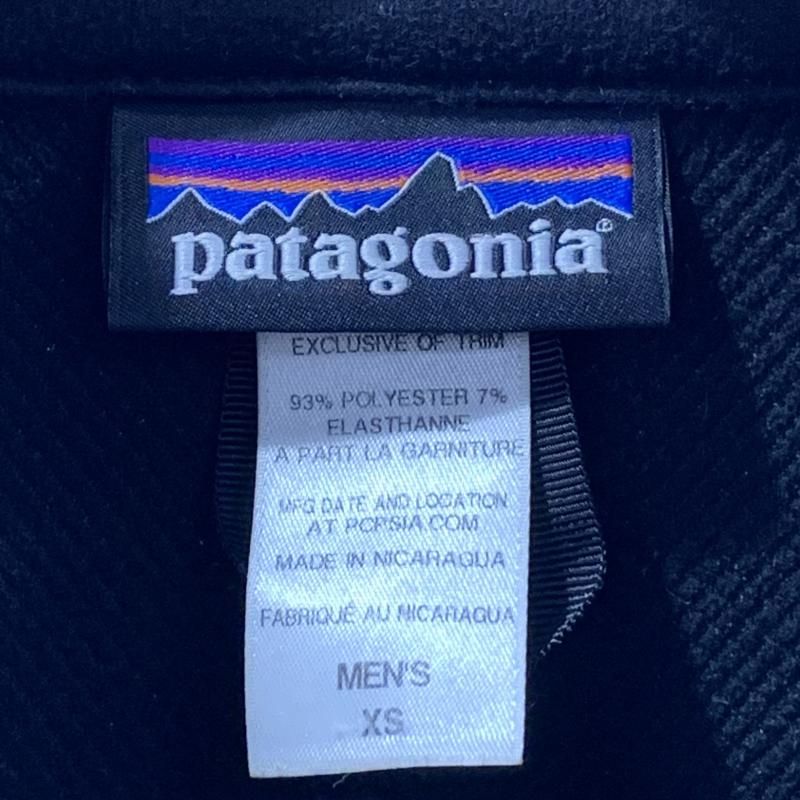 patagonia®
EXCLUSIVE OF TRIM
93% POLYESTER 7%
ELASTHANNE
A PART LA GARNITURE
MFG DATE AND LOCATION
AT PCPSIA.COM
MADE IN NICARAGUA
FABRIQUÉ AU NICARAGUA
MEN'S
XS